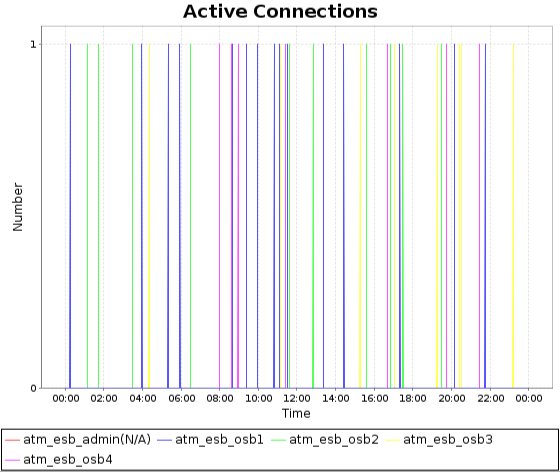 Active Connections
1
Number
0
00:00 02:00 04:00 06:00 08:00 10:00 12:00 14:00 16:00 18:00 20:00 22:00 00:00
Time
atm_esb_admin(N/A) atm_esb_osb1 atm_esb_osb2 atm_esb_osb3
atm_esb_osb4